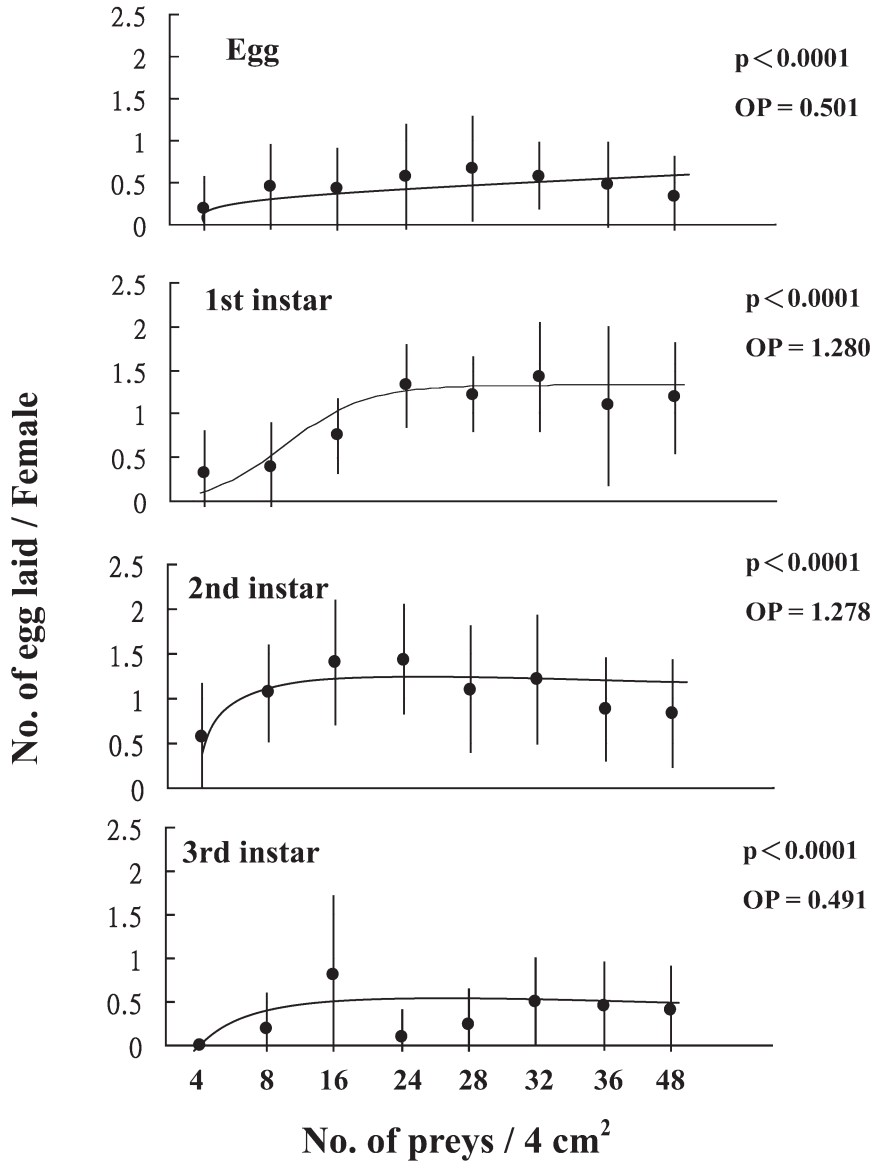 2.5
2
1.5
1
0.5
0
Egg
p<0.0001
OP = 0.501
2.5
2
1.5
1
0.5
0
1st instar
p<0.0001
OP = 1.280
2.5
2
1.5
1
0.5
0
2nd instar
p<0.0001
OP = 1.278
2.5
2
1.5
1
0.5
0
3rd instar
p<0.0001
OP = 0.491
4 8 16 24 28 32 36 48
No. of preys / 4 cm²
No. of egg laid / Female